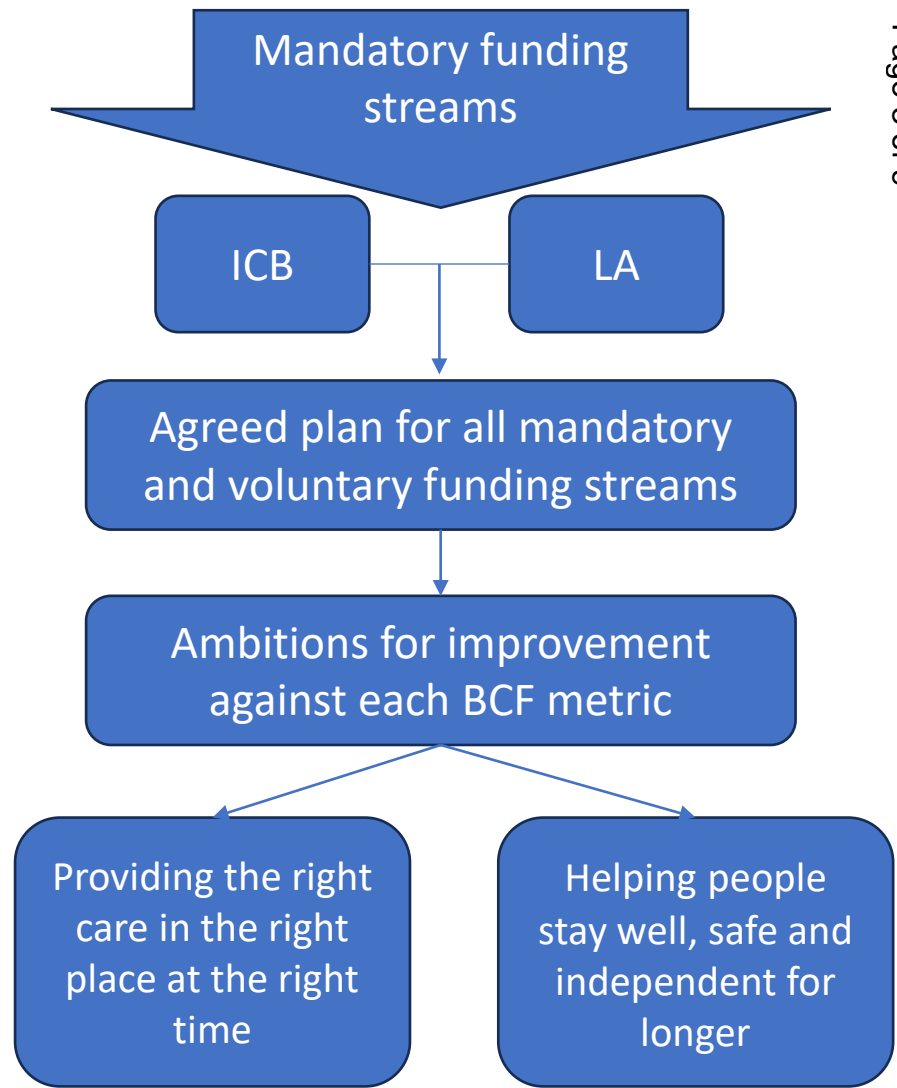 Mandatory funding
streams
ICB
LA
Agreed plan for all mandatory
and voluntary funding streams
Ambitions for improvement
against each BCF metric
Providing the right
care in the right
place at the right
time
Helping people
stay well, safe and
independent for
longer